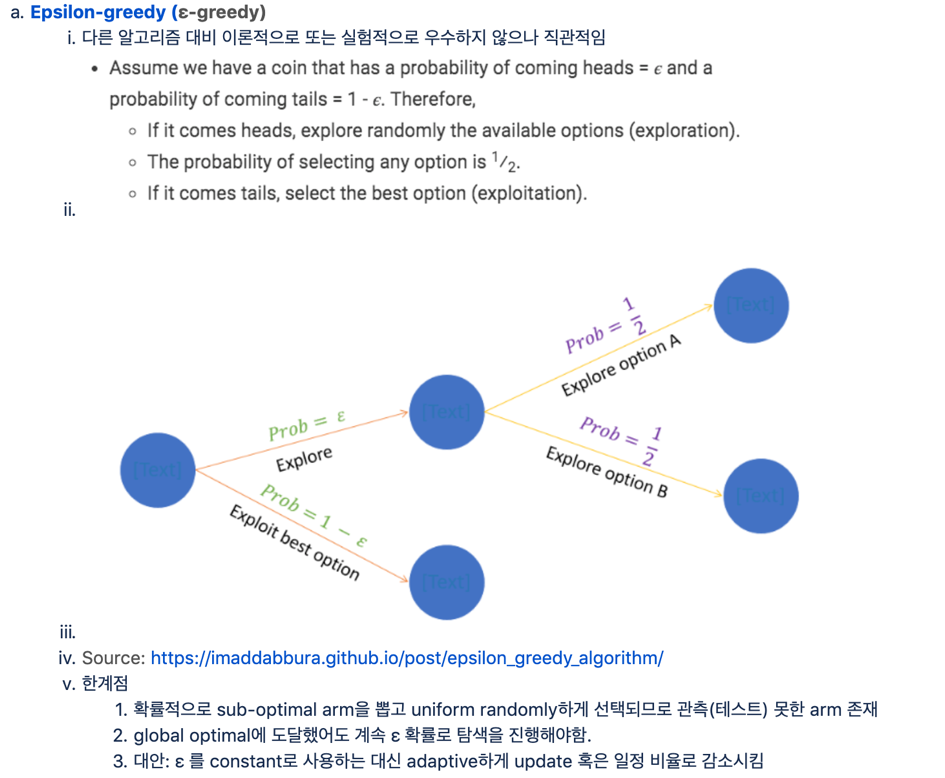 a. Epsilon-greedy (ε-greedy)
i. 다른 알고리즘 대비 이론적으로 또는 실험적으로 우수하지 않으나 직관적임
• Assume we have a coin that has a probability of coming heads = ϵ and a
probability of coming tails = 1 - ϵ. Therefore,
◦ If it comes heads, explore randomly the available options (exploration).
◦ The probability of selecting any option is 1/2.
◦ If it comes tails, select the best option (exploitation).
ii.
[Text]
Prob = 1/2
Explore option A
[Text]
Prob = ε
Explore
Prob = 1/2
Explore option B
[Text]
[Text]
Prob = 1 − ε
Exploit best option
[Text]
iii.
iv. Source: https://imaddabbura.github.io/post/epsilon_greedy_algorithm/
v. 한계점
1. 확률적으로 sub-optimal arm을 뽑고 uniform randomly하게 선택되므로 관측(테스트) 못한 arm 존재
2. global optimal에 도달했어도 계속 ε 확률로 탐색을 진행해야함.
3. 대안: ε 를 constant로 사용하는 대신 adaptive하게 update 혹은 일정 비율로 감소시킴